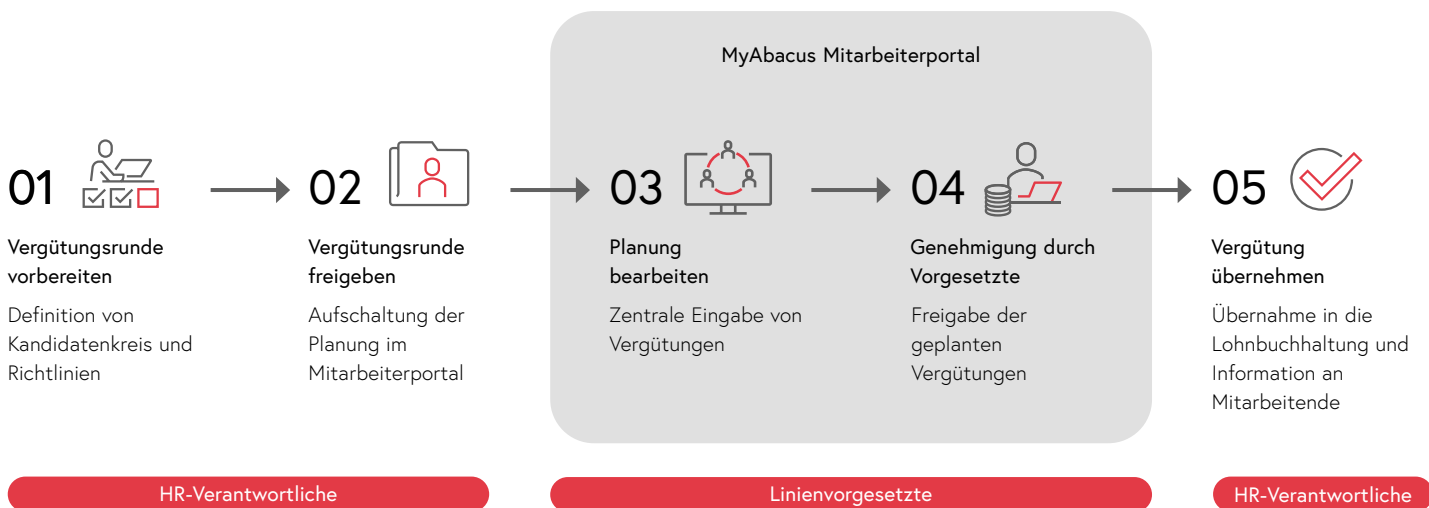 MyAbacus Mitarbeiterportal
01
Vergütungsrunde
vorbereiten
Definition von
Kandidatenkreis und
Richtlinien
02
Vergütungsrunde
freigeben
Aufschaltung der
Planung im
Mitarbeiterportal
03
Planung
bearbeiten
Zentrale Eingabe von
Vergütungen
04
Genehmigung durch
Vorgesetzte
Freigabe der
geplanten
Vergütungen
05
Vergütung
übernehmen
Übernahme in die
Lohnbuchhaltung und
Information an
Mitarbeitende
HR-Verantwortliche
Linienvorgesetzte
HR-Verantwortliche